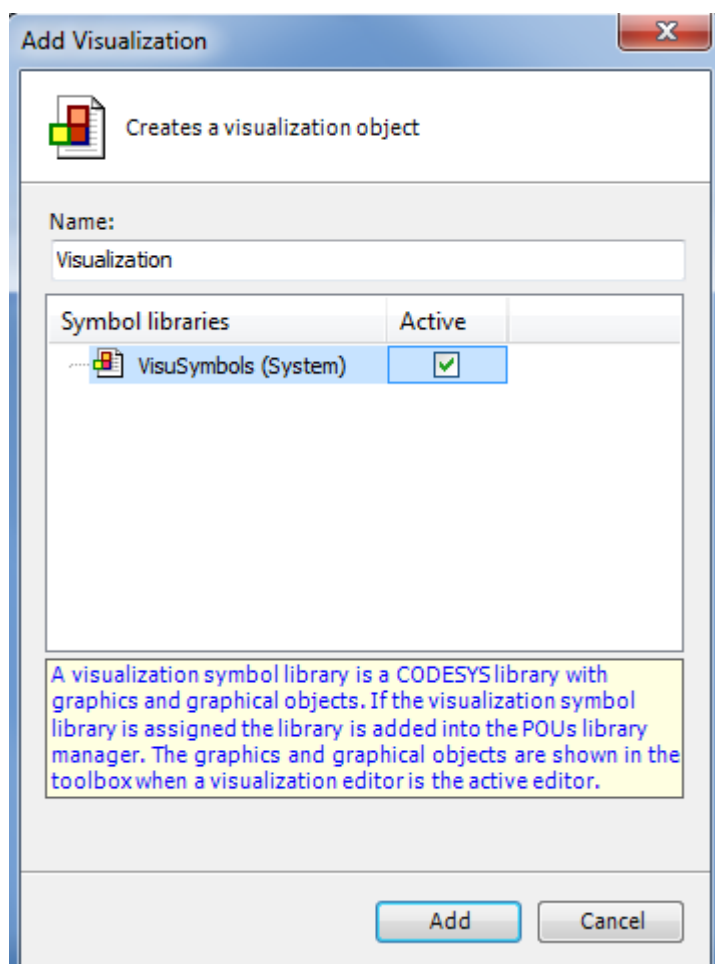 Add Visualization
Creates a visualization object
Name:
Visualization
Symbol libraries Active
VisuSymbols (System)
A visualization symbol library is a CODESYS library with
graphics and graphical objects. If the visualization symbol
library is assigned the library is added into the POUs library
manager. The graphics and graphical objects are shown in the
toolbox when a visualization editor is the active editor.
Add Cancel